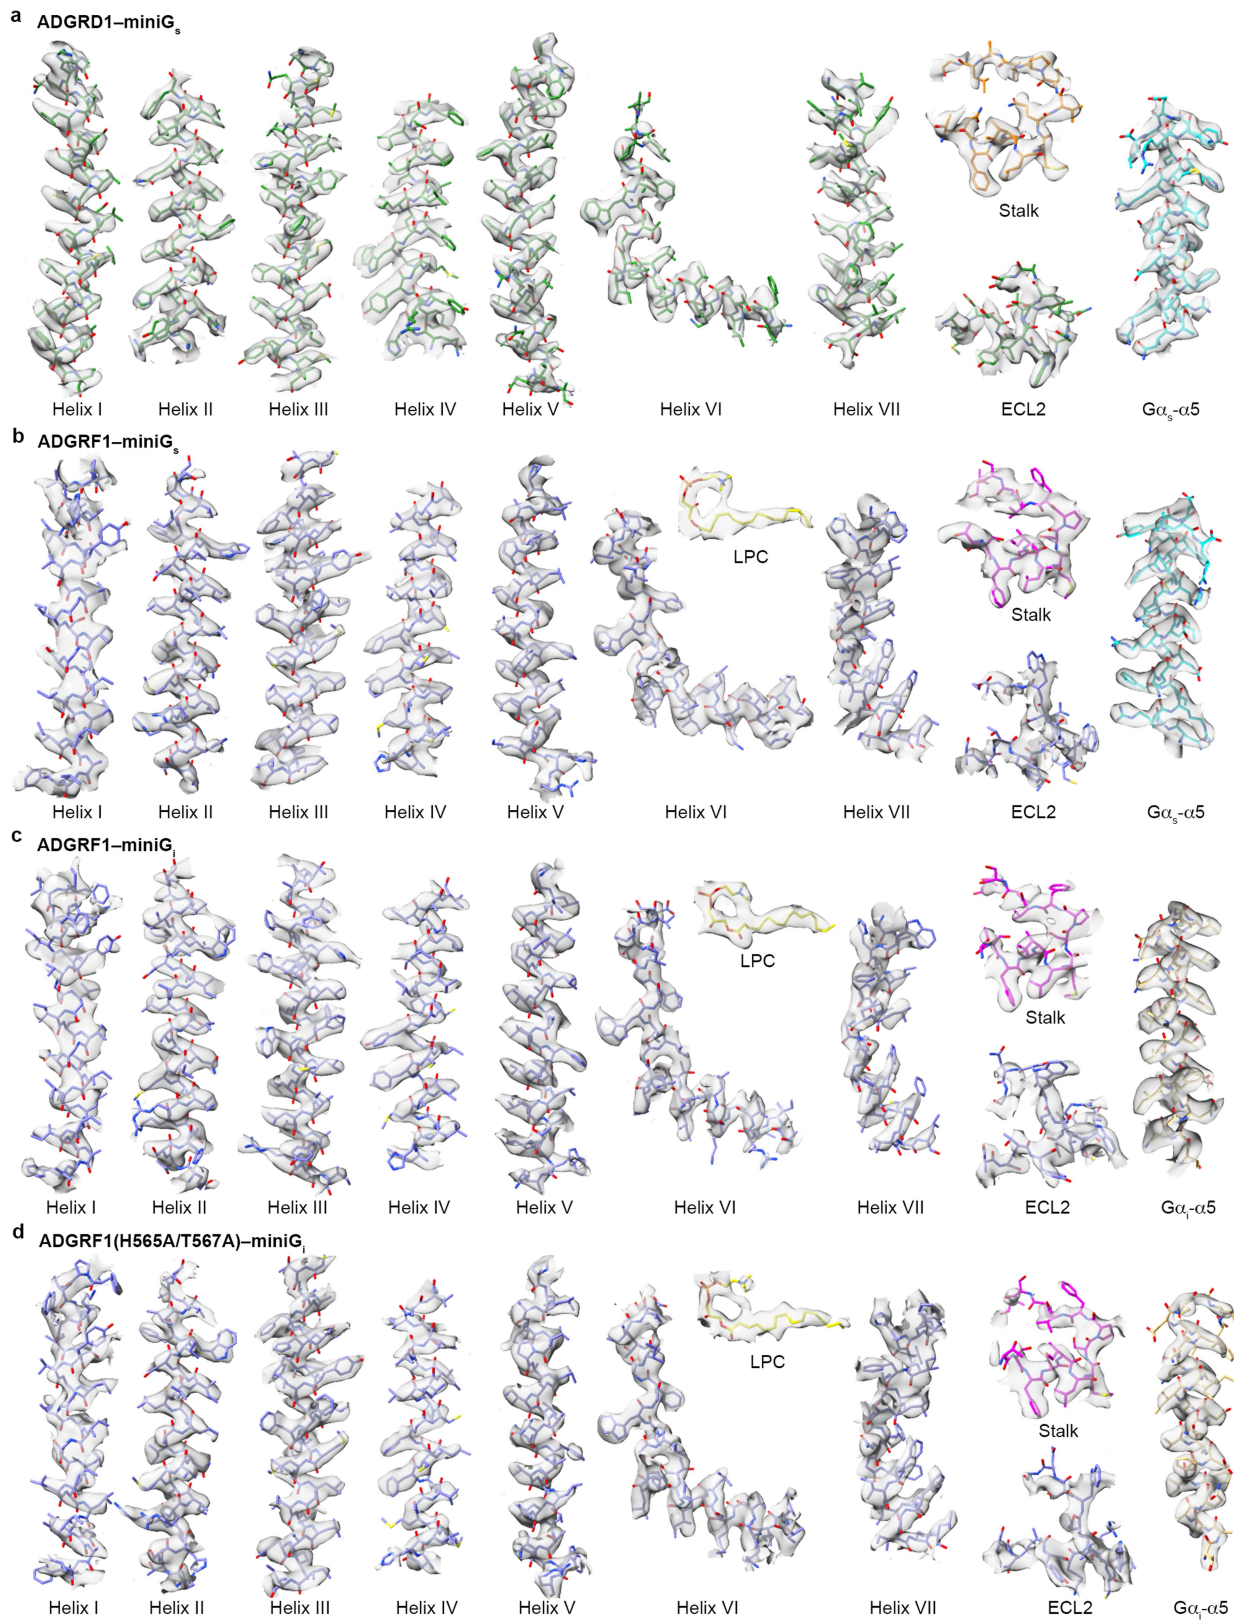 a ADGRD1–miniGs
Stalk
Helix I Helix II Helix III Helix IV Helix V Helix VI Helix VII ECL2 Gαs-α5
b ADGRF1–miniGs
LPC
Stalk
Helix I Helix II Helix III Helix IV Helix V Helix VI Helix VII ECL2 Gαs-α5
c ADGRF1–miniGi
LPC
Stalk
Helix I Helix II Helix III Helix IV Helix V Helix VI Helix VII ECL2 Gαi-α5
d ADGRF1(H565A/T567A)–miniGi
LPC
Stalk
Helix I Helix II Helix III Helix IV Helix V Helix VI Helix VII ECL2 Gαi-α5